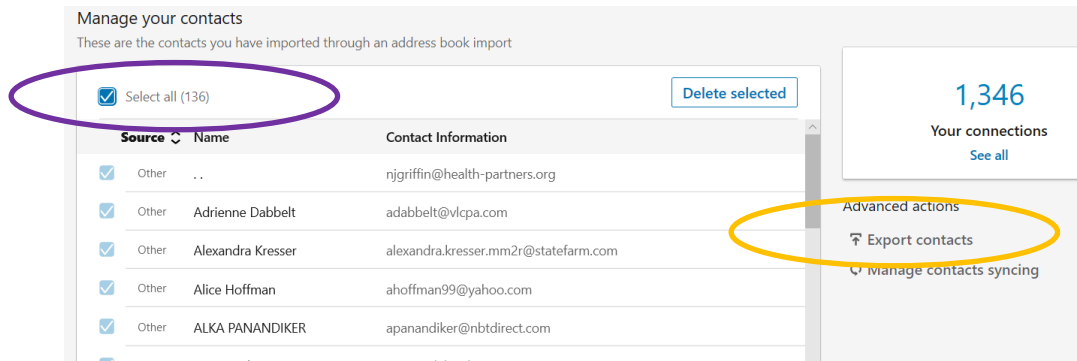 Manage your contacts
These are the contacts you have imported through an address book import
Select all (136)
Delete selected
Source Name Contact Information
Other . . njgriffin@health-partners.org
Other Adrienne Dabbelt adabbelt@vlcpa.com
Other Alexandra Kresser alexandra.kresser.mm2r@statefarm.com
Other Alice Hoffman ahoffman99@yahoo.com
Other ALKA PANANDIKER apanandiker@nbtdirect.com
1,346
Your connections
See all
Advanced actions
Export contacts
Manage contacts syncing